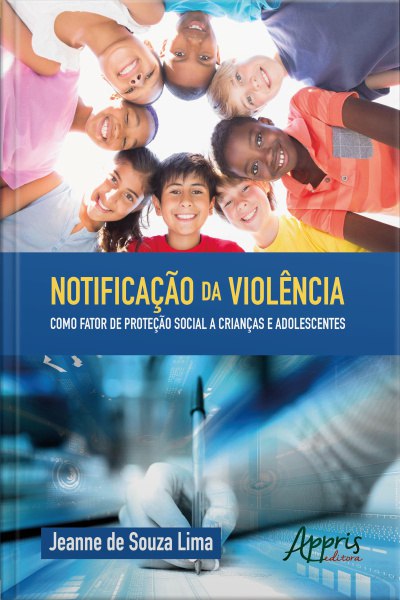 NOTIFICAÇÃO DA VIOLÊNCIA
COMO FATOR DE PROTEÇÃO SOCIAL A CRIANÇAS E ADOLESCENTES
Jeanne de Souza Lima
Appris
editora